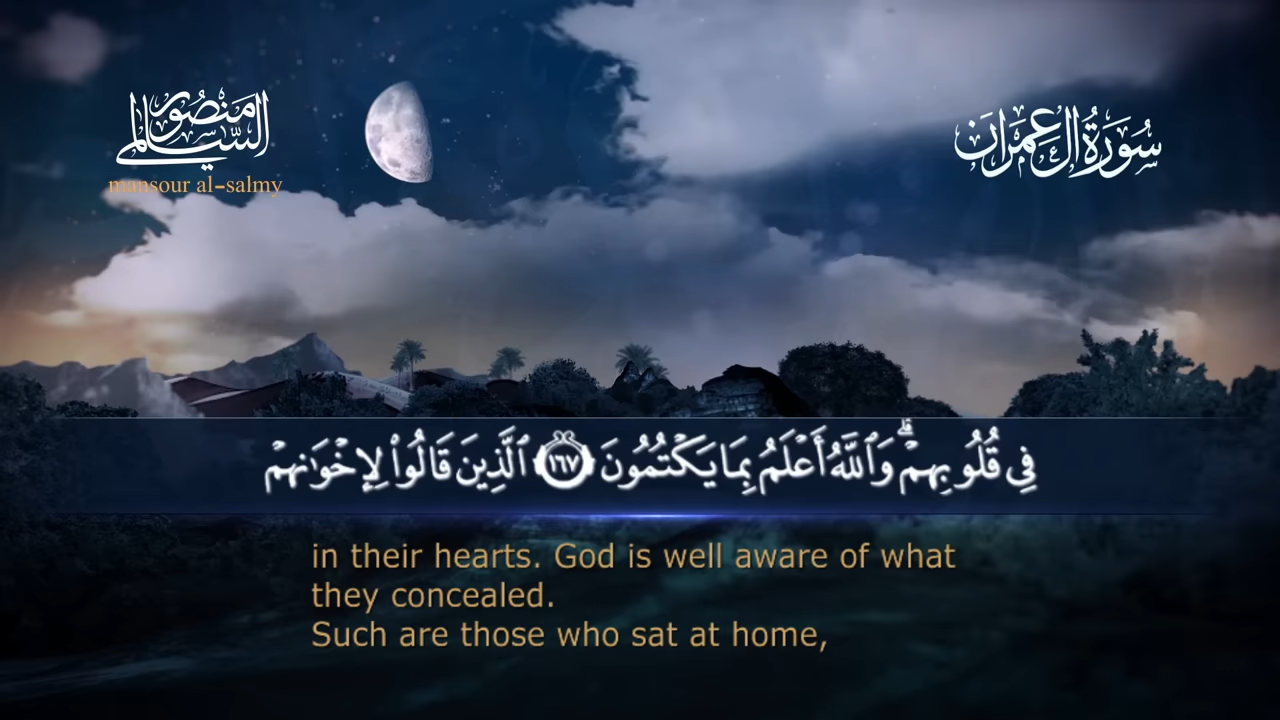 منصور
السالمي
mansour al-salmy
سُورَةُ آلِ عِمْرَان
فِي قُلُوبِهِمْ ۗ وَٱللَّهُ أَعْلَمُ بِمَا يَكْتُمُونَ ١٦٧ ٱلَّذِينَ قَالُوا۟ لِإِخْوَٰنِهِمْ
in their hearts. God is well aware of what
they concealed.
Such are those who sat at home,